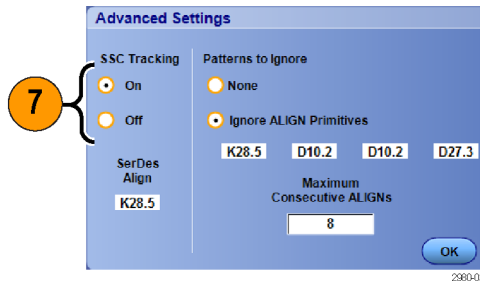 Advanced Settings
SSC Tracking
Patterns to Ignore
On
None
7
Off
Ignore ALIGN Primitives
K28.5 D10.2 D10.2 D27.3
SerDes
Align
K28.5
Maximum
Consecutive ALIGNs
8
OK